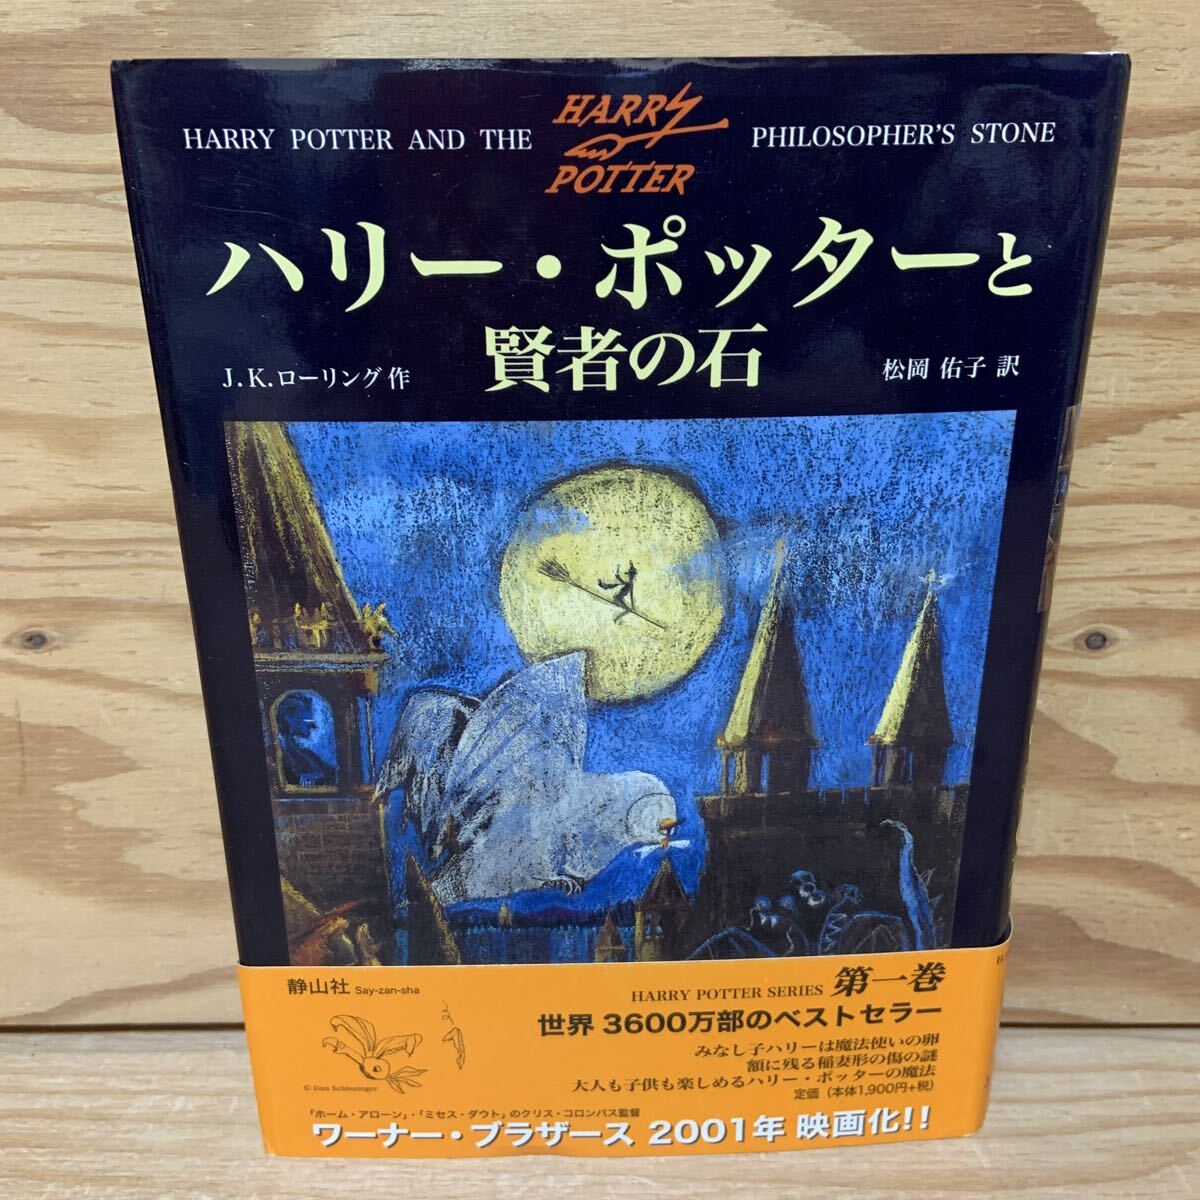 HARRY POTTER AND THE
HARRY
POTTER
PHILOSOPHER'S STONE
ハリー・ポッターと
賢者の石
J.K.ローリング 作
松岡 佑子 訳
静山社 Say-zan-sha
© Dan Schlesinger
HARRY POTTER SERIES 第一巻
世界 3600万部のベストセラー
みなし子ハリーは魔法使いの卵
額に残る稲妻形の傷の謎
大人も子供も楽しめるハリー・ポッターの魔法
定価（本体1,900円+税）
「ホーム・アローン」・「ミセス・ダウト」のクリス・コロンバス監督
ワーナー・ブラザース 2001年 映画化!!